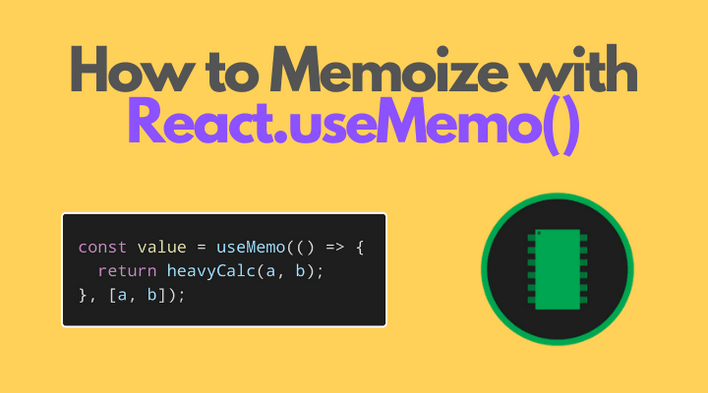 How to Memoize with
React.useMemo()
const value = useMemo(() => {
  return heavyCalc(a, b);
}, [a, b]);